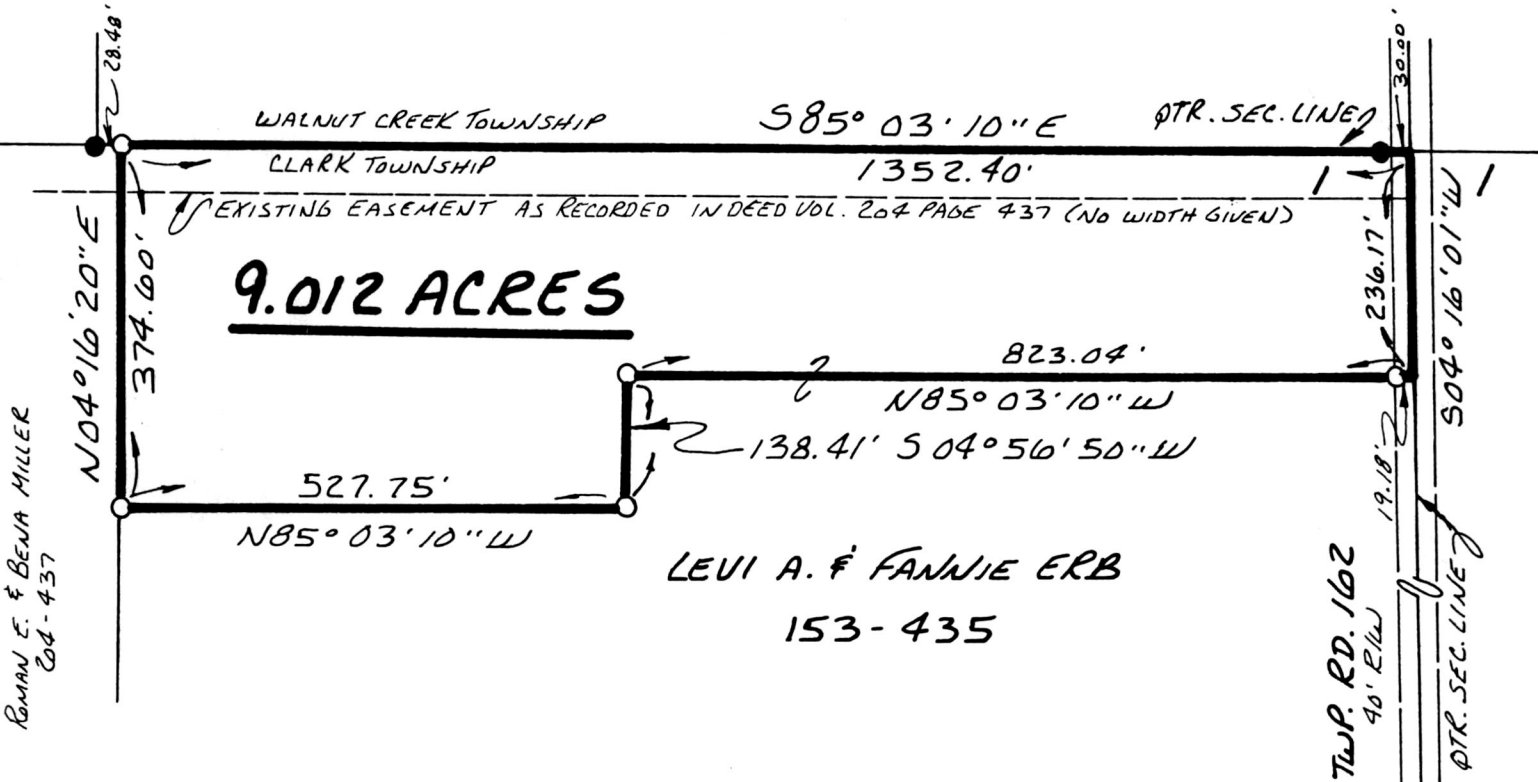 28.48'
30.00'
WALNUT CREEK TOWNSHIP
S85° 03' 10" E
QTR. SEC. LINE
CLARK TOWNSHIP
1352.40'
1
1
EXISTING EASEMENT AS RECORDED IN DEED VOL. 204 PAGE 437 (NO WIDTH GIVEN)
N04° 16' 20" E
374.60'
9.012 ACRES
236.17'
S04° 16' 01" W
823.04'
N85° 03' 10" W
138.41' S 04° 56' 50" W
527.75'
N85° 03' 10" W
19.18'
ROMAN E. & BENA MILLER
204-437
LEVI A. & FANNIE ERB
153-435
TWP. RD. 162
40' R/W
QTR. SEC. LINE